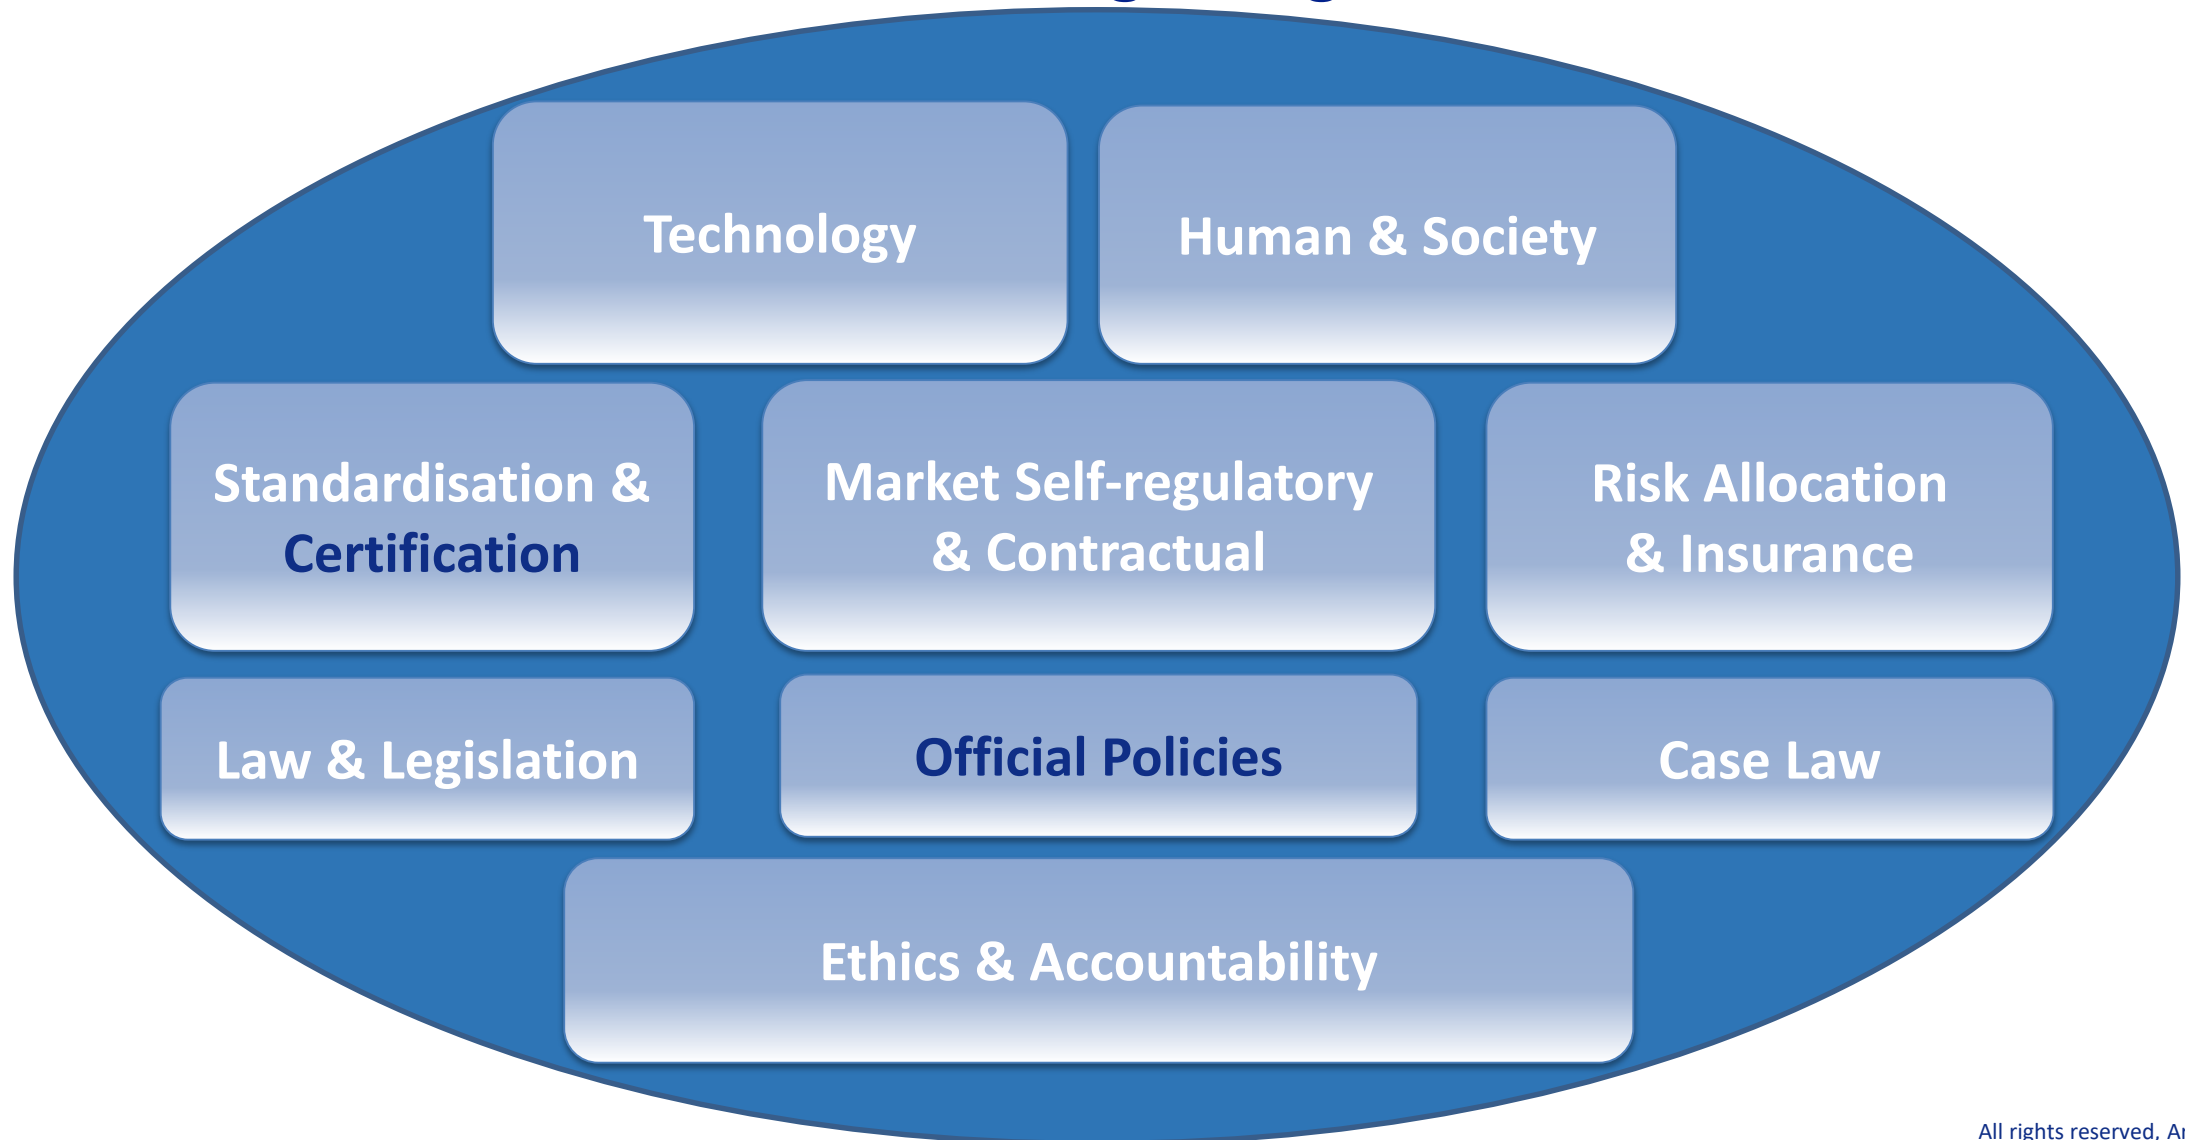 Technology
Human & Society
Standardisation &
Certification
Market Self-regulatory
& Contractual
Risk Allocation
& Insurance
Law & Legislation
Official Policies
Case Law
Ethics & Accountability
All rights reserved,